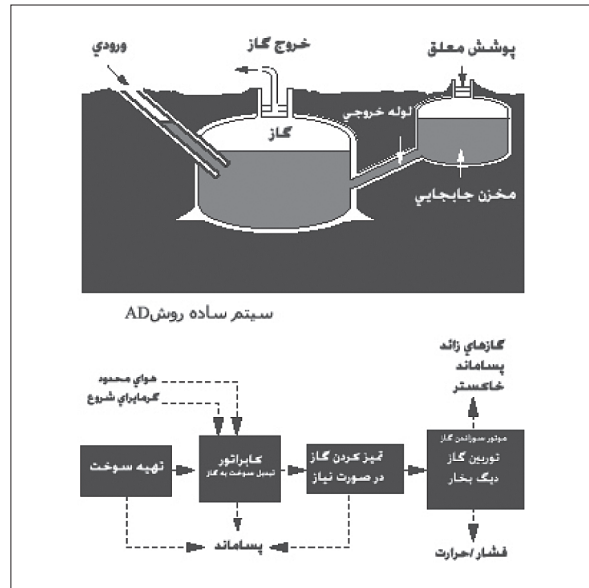 ورودي
خروج گاز
پوشش معلق
گاز
لوله خروجي
مخزن جابجايي
سيتم ساده روشAD
گازهاي زائد
پسماند
خاكستر
هواي محدود
گرمابراي شروع
تهيه سوخت
كابراتور
تبديل سوخت به گاز
تميز كردن گاز
در صورت نياز
موتور سوزاندن گاز
توربين گاز
ديگ بخار
پسماند
فشار/حرارت